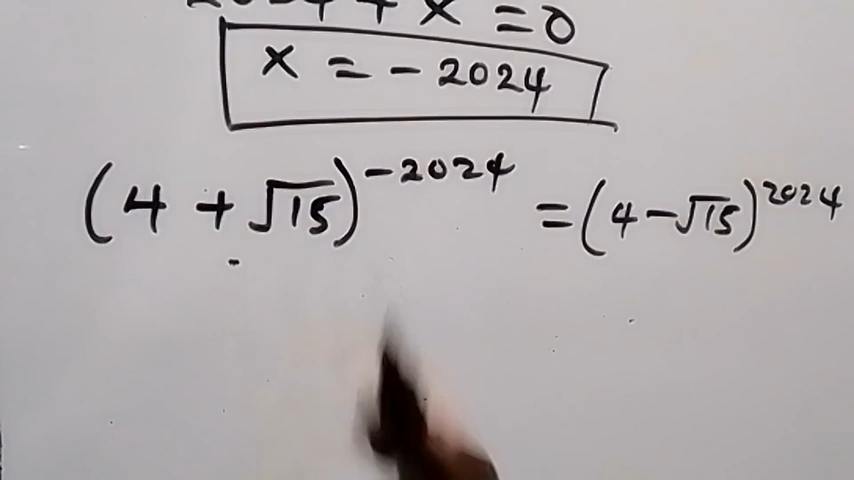 + x = 0
x = - 2024
(4 + √15)^-2024 = (4 - √15)^2024